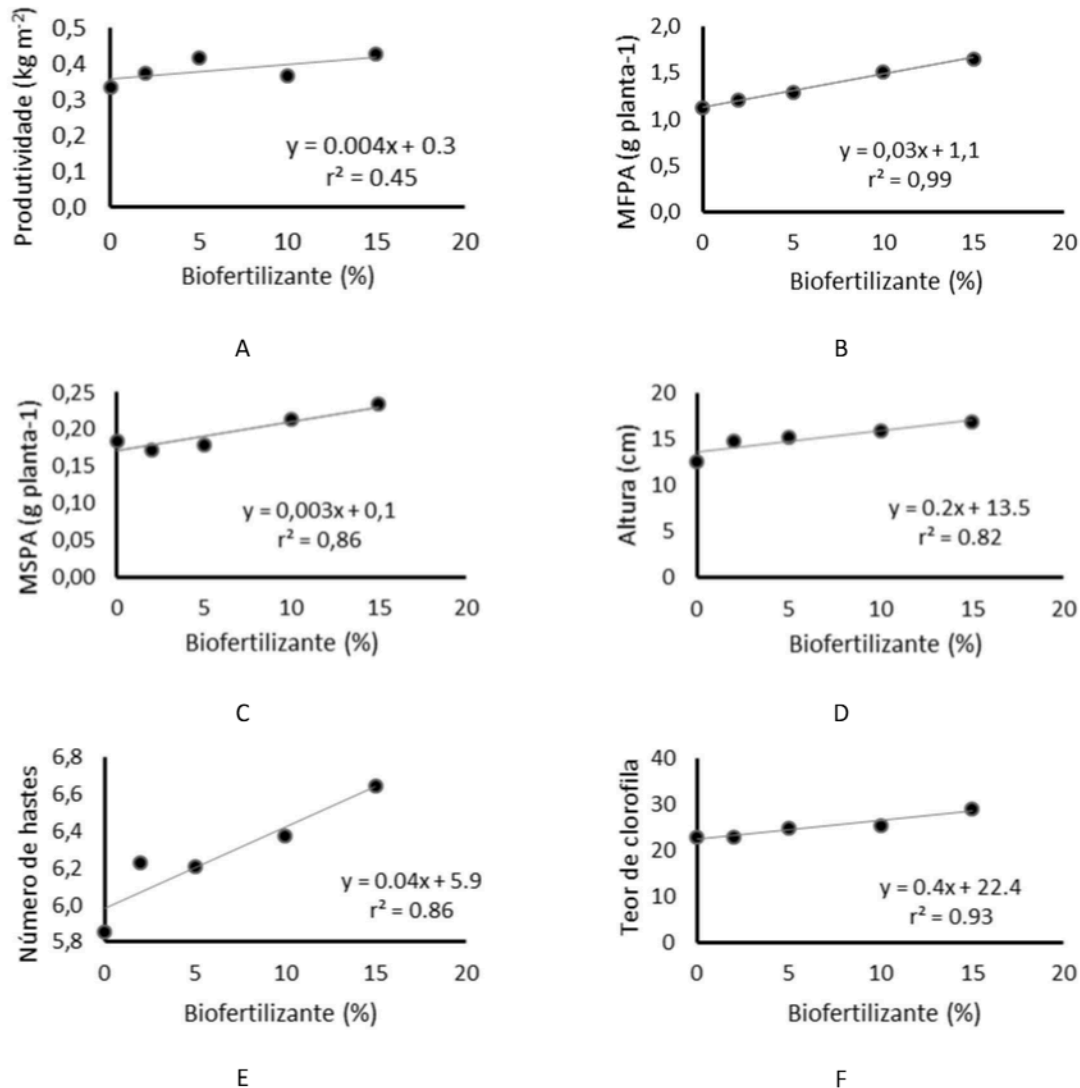 Produtividade (kg m⁻²)
0,5
0,4
0,3
0,2
0,1
0,0
y = 0.004x + 0.3
r² = 0.45
0 5 10 15 20
Biofertilizante (%)
A
MFPA (g planta-1)
2,0
1,5
1,0
0,5
0,0
y = 0,03x + 1,1
r² = 0,99
0 5 10 15 20
Biofertilizante (%)
B
MSPA (g planta-1)
0,25
0,20
0,15
0,10
0,05
0,00
y = 0,003x + 0,1
r² = 0,86
0 5 10 15 20
Biofertilizante (%)
C
Altura (cm)
20
15
10
5
0
y = 0.2x + 13.5
r² = 0.82
0 5 10 15 20
Biofertilizante (%)
D
Número de hastes
6,8
6,6
6,4
6,2
6,0
5,8
y = 0.04x + 5.9
r² = 0.86
0 5 10 15 20
Biofertilizante (%)
E
Teor de clorofila
40
30
20
10
0
y = 0.4x + 22.4
r² = 0.93
0 5 10 15 20
Biofertilizante (%)
F